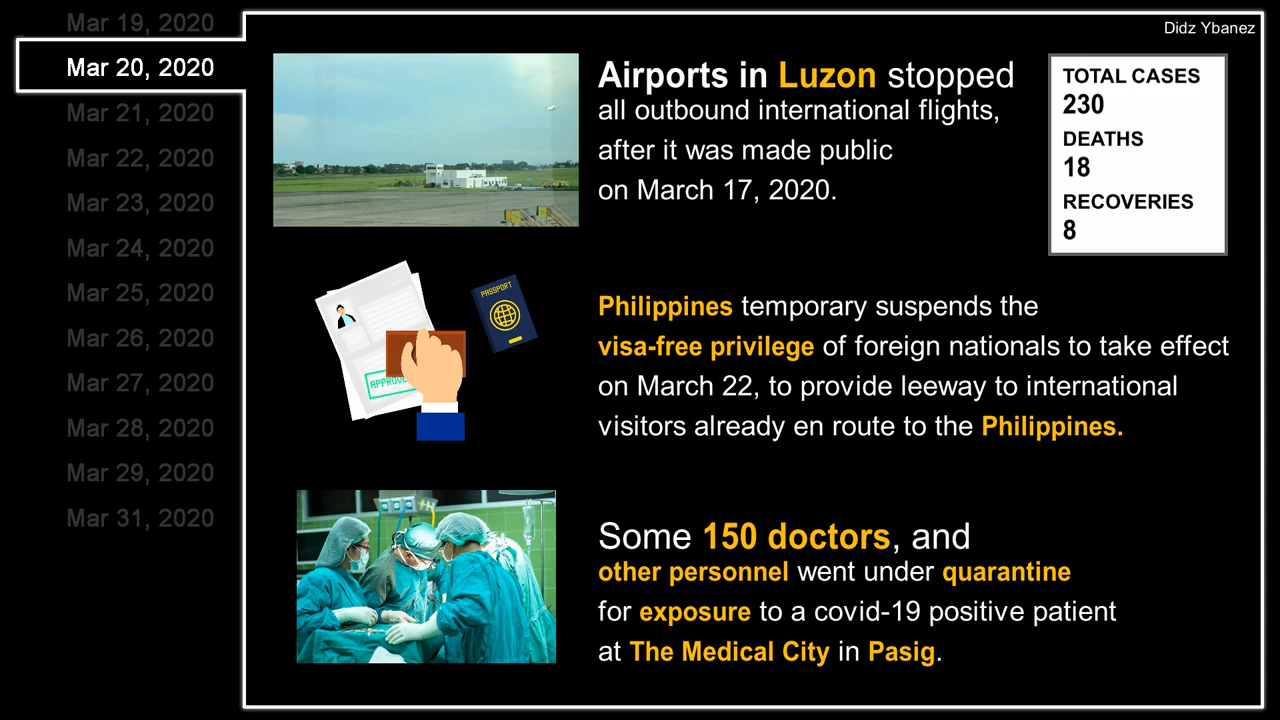 Mar 19, 2020
Mar 20, 2020
Mar 21, 2020
Mar 22, 2020
Mar 23, 2020
Mar 24, 2020
Mar 25, 2020
Mar 26, 2020
Mar 27, 2020
Mar 28, 2020
Mar 29, 2020
Mar 31, 2020
Didz Ybanez
Airports in Luzon stopped
all outbound international flights,
after it was made public
on March 17, 2020.
TOTAL CASES
230
DEATHS
18
RECOVERIES
8
PASSPORT
APPROVE
Philippines temporary suspends the
visa-free privilege of foreign nationals to take effect
on March 22, to provide leeway to international
visitors already en route to the Philippines.
Some 150 doctors, and
other personnel went under quarantine
for exposure to a covid-19 positive patient
at The Medical City in Pasig.